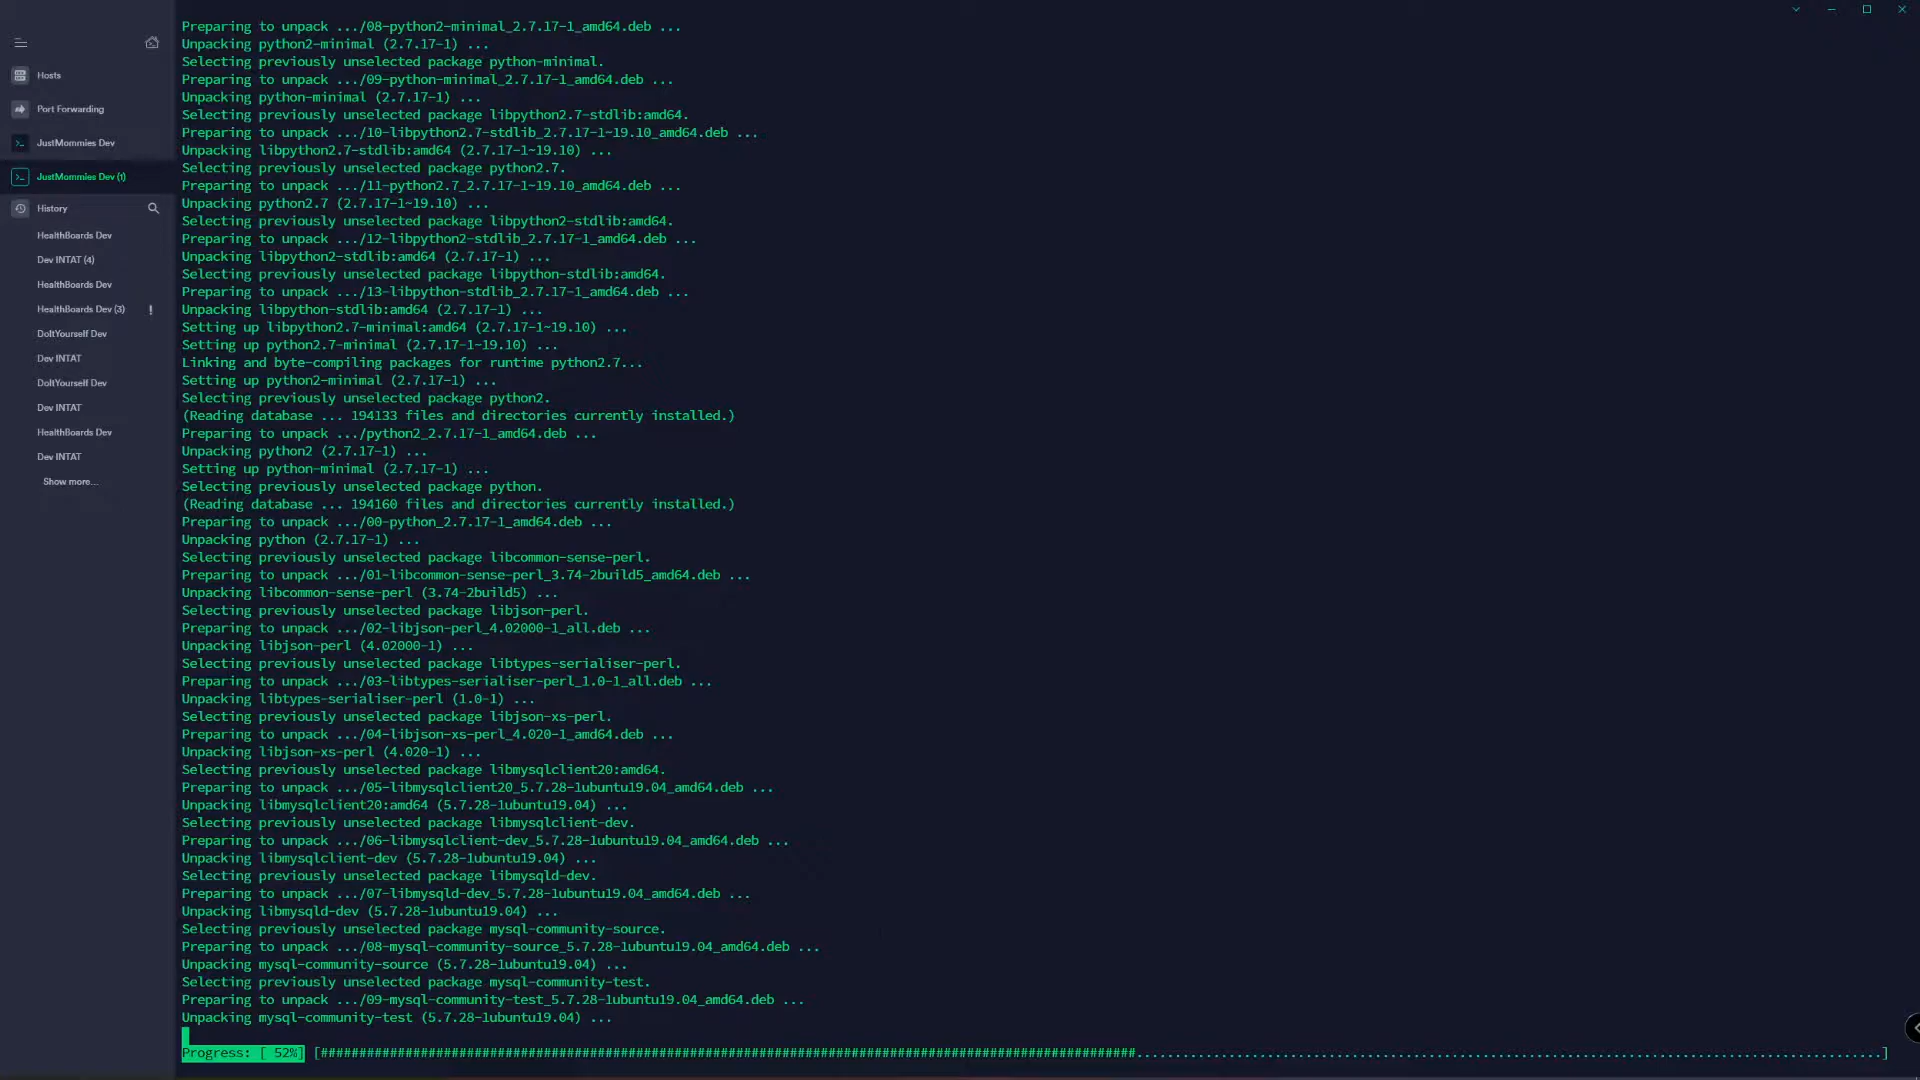 Hosts
Port Forwarding
JustMommies Dev
JustMommies Dev (1)
History
HealthBoards Dev
Dev INTAT (4)
HealthBoards Dev
HealthBoards Dev (3) !
DoItYourself Dev
Dev INTAT
DoItYourself Dev
Dev INTAT
HealthBoards Dev
Dev INTAT
Show more...
Preparing to unpack .../08-python2-minimal_2.7.17-1_amd64.deb ...
Unpacking python2-minimal (2.7.17-1) ...
Selecting previously unselected package python-minimal.
Preparing to unpack .../09-python-minimal_2.7.17-1_amd64.deb ...
Unpacking python-minimal (2.7.17-1) ...
Selecting previously unselected package libpython2.7-stdlib:amd64.
Preparing to unpack .../10-libpython2.7-stdlib_2.7.17-1~19.10_amd64.deb ...
Unpacking libpython2.7-stdlib:amd64 (2.7.17-1~19.10) ...
Selecting previously unselected package python2.7.
Preparing to unpack .../11-python2.7_2.7.17-1~19.10_amd64.deb ...
Unpacking python2.7 (2.7.17-1~19.10) ...
Selecting previously unselected package libpython2-stdlib:amd64.
Preparing to unpack .../12-libpython2-stdlib_2.7.17-1_amd64.deb ...
Unpacking libpython2-stdlib:amd64 (2.7.17-1) ...
Selecting previously unselected package libpython-stdlib:amd64.
Preparing to unpack .../13-libpython-stdlib_2.7.17-1_amd64.deb ...
Unpacking libpython-stdlib:amd64 (2.7.17-1) ...
Setting up libpython2.7-minimal:amd64 (2.7.17-1~19.10) ...
Setting up python2.7-minimal (2.7.17-1~19.10) ...
Linking and byte-compiling packages for runtime python2.7...
Setting up python2-minimal (2.7.17-1) ...
Selecting previously unselected package python2.
(Reading database ... 194133 files and directories currently installed.)
Preparing to unpack .../python2_2.7.17-1_amd64.deb ...
Unpacking python2 (2.7.17-1) ...
Setting up python-minimal (2.7.17-1) ...
Selecting previously unselected package python.
(Reading database ... 194160 files and directories currently installed.)
Preparing to unpack .../00-python_2.7.17-1_amd64.deb ...
Unpacking python (2.7.17-1) ...
Selecting previously unselected package libcommon-sense-perl.
Preparing to unpack .../01-libcommon-sense-perl_3.74-2build5_amd64.deb ...
Unpacking libcommon-sense-perl (3.74-2build5) ...
Selecting previously unselected package libjson-perl.
Preparing to unpack .../02-libjson-perl_4.02000-1_all.deb ...
Unpacking libjson-perl (4.02000-1) ...
Selecting previously unselected package libtypes-serialiser-perl.
Preparing to unpack .../03-libtypes-serialiser-perl_1.0-1_all.deb ...
Unpacking libtypes-serialiser-perl (1.0-1) ...
Selecting previously unselected package libjson-xs-perl.
Preparing to unpack .../04-libjson-xs-perl_4.020-1_amd64.deb ...
Unpacking libjson-xs-perl (4.020-1) ...
Selecting previously unselected package libmysqlclient20:amd64.
Preparing to unpack .../05-libmysqlclient20_5.7.28-1ubuntu19.04_amd64.deb ...
Unpacking libmysqlclient20:amd64 (5.7.28-1ubuntu19.04) ...
Selecting previously unselected package libmysqlclient-dev.
Preparing to unpack .../06-libmysqlclient-dev_5.7.28-1ubuntu19.04_amd64.deb ...
Unpacking libmysqlclient-dev (5.7.28-1ubuntu19.04) ...
Selecting previously unselected package libmysqld-dev.
Preparing to unpack .../07-libmysqld-dev_5.7.28-1ubuntu19.04_amd64.deb ...
Unpacking libmysqld-dev (5.7.28-1ubuntu19.04) ...
Selecting previously unselected package mysql-community-source.
Preparing to unpack .../08-mysql-community-source_5.7.28-1ubuntu19.04_amd64.deb ...
Unpacking mysql-community-source (5.7.28-1ubuntu19.04) ...
Selecting previously unselected package mysql-community-test.
Preparing to unpack .../09-mysql-community-test_5.7.28-1ubuntu19.04_amd64.deb ...
Unpacking mysql-community-test (5.7.28-1ubuntu19.04) ...
Progress: [ 52%] [##########################################################################################################.................................................................................................]